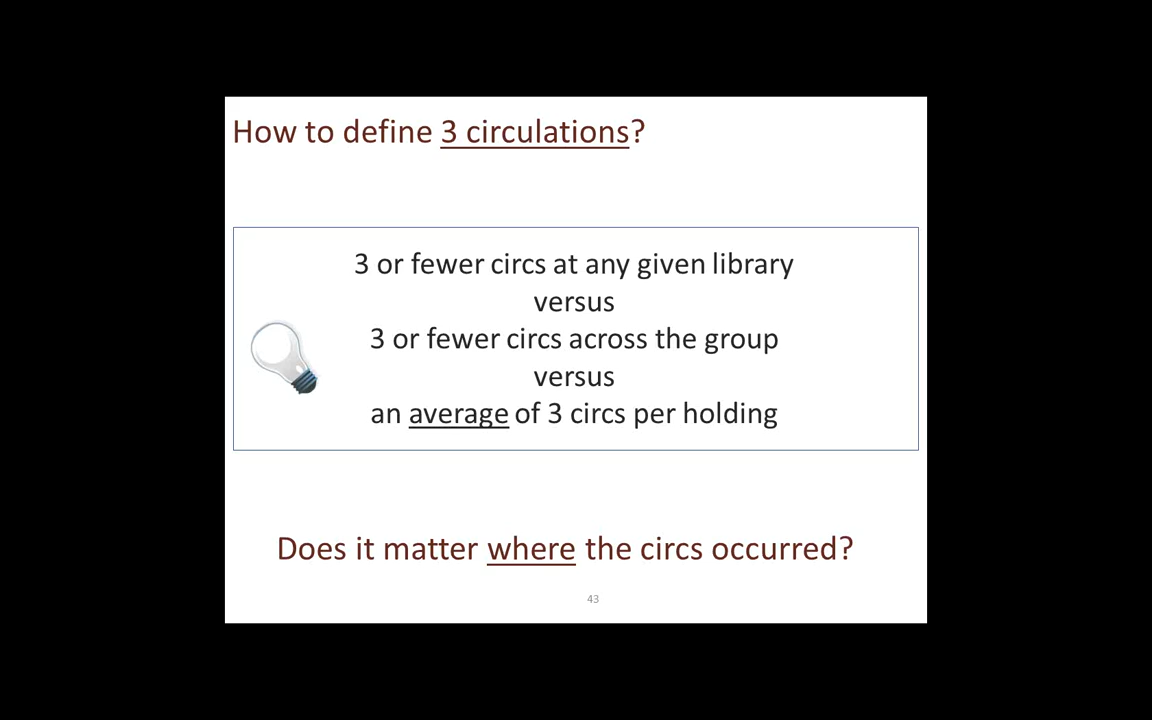 How to define 3 circulations?
3 or fewer circs at any given library
versus
3 or fewer circs across the group
versus
an average of 3 circs per holding
Does it matter where the circs occurred?
43